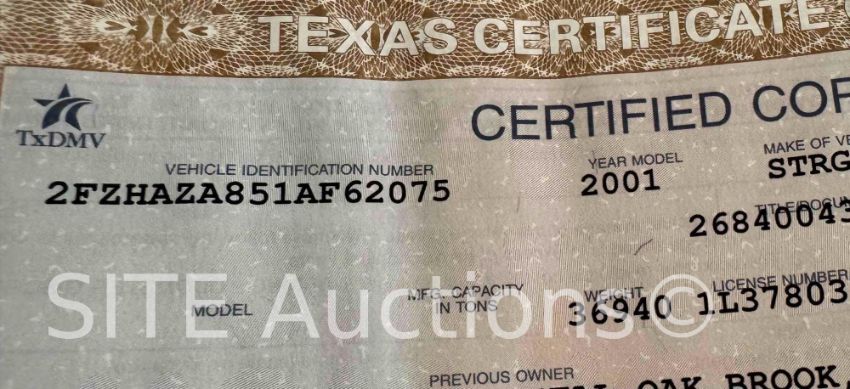 TEXAS CERTIFICATE
TxDMV
CERTIFIED
VEHICLE IDENTIFICATION NUMBER
2FZHAZA851AF62075
YEAR MODEL
2001
MAKE OF
STRG
26840043
SITE Auctions©
MODEL
MFG. CAPACITY
IN TONS
WEIGHT
36940
LICENSE NUMBER
1L37803
PREVIOUS OWNER
OAK BROOK